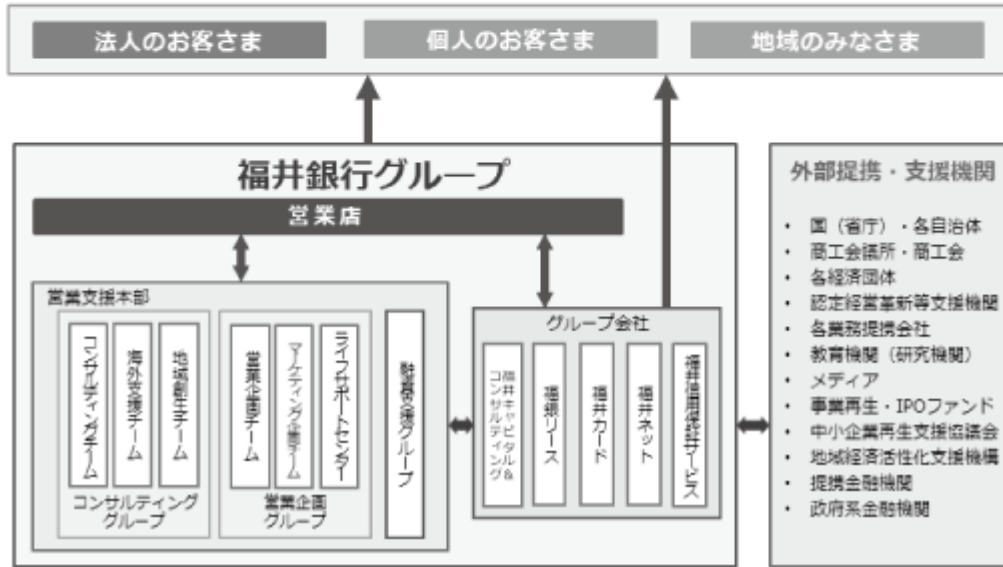 法人のお客さま
個人のお客さま
地域のみなさま
福井銀行グループ
営業店
営業支援本部
コンサルティングチーム
海外支援チーム
地域創生チーム
コンサルティング
グループ
営業企画チーム
マーケティング企画チーム
ライフサポートセンター
営業企画
グループ
融資支援グループ
グループ会社
福井キャピタル&
コンサルティング
福銀リース
福井カード
福井ネット
福井信用保証サービス
外部提携・支援機関
・ 国（省庁）・各自治体
・ 商工会議所・商工会
・ 各経済団体
・ 認定経営革新等支援機関
・ 各業務提携会社
・ 教育機関（研究機関）
・ メディア
・ 事業再生・IPOファンド
・ 中小企業再生支援協議会
・ 地域経済活性化支援機構
・ 提携金融機関
・ 政府系金融機関